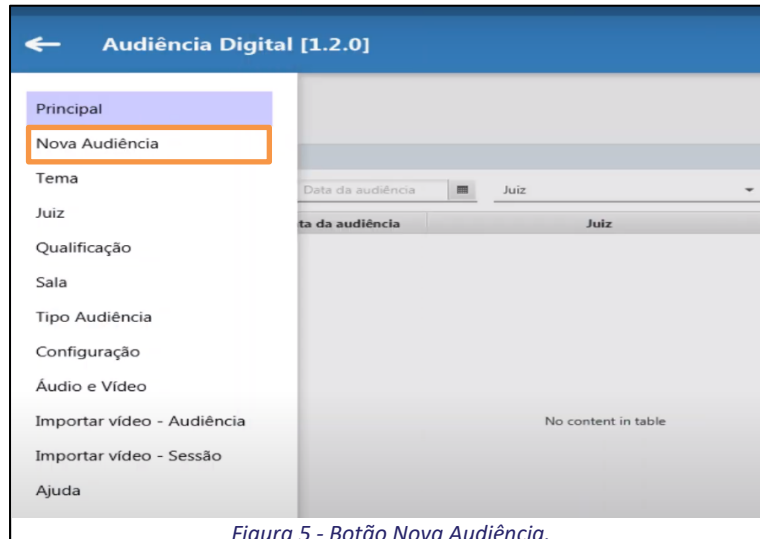 Audiência Digital [1.2.0]
Principal
Nova Audiência
Tema
Data da audiência
Juiz
Juiz
ta da audiência
Juiz
Qualificação
Sala
Tipo Audiência
Configuração
Áudio e Vídeo
Importar vídeo - Audiência
No content in table
Importar vídeo - Sessão
Ajuda
Figura 5 - Botão Nova Audiência.